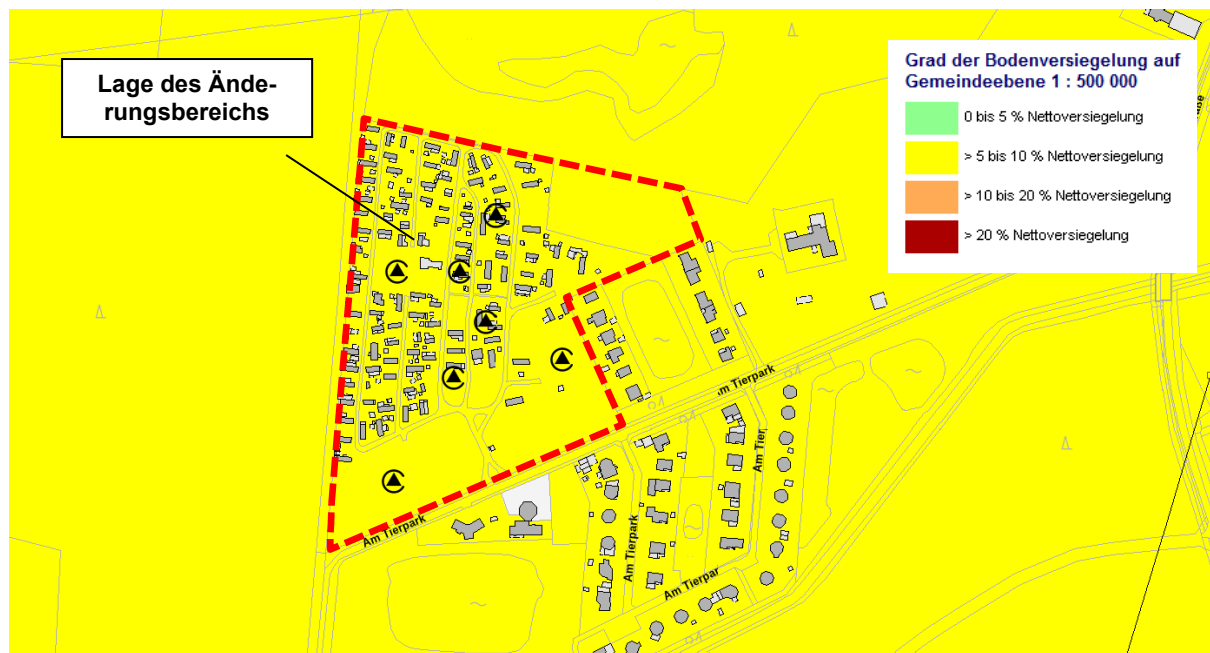 Lage des Ände-
rungsbereichs
Grad der Bodenversiegelung auf
Gemeindeebene 1 : 500 000
0 bis 5 % Nettoversiegelung
> 5 bis 10 % Nettoversiegelung
> 10 bis 20 % Nettoversiegelung
> 20 % Nettoversiegelung
Am Tierpark
Am Tier
Am Tierpark
Am Tierpark
Am Tierpar